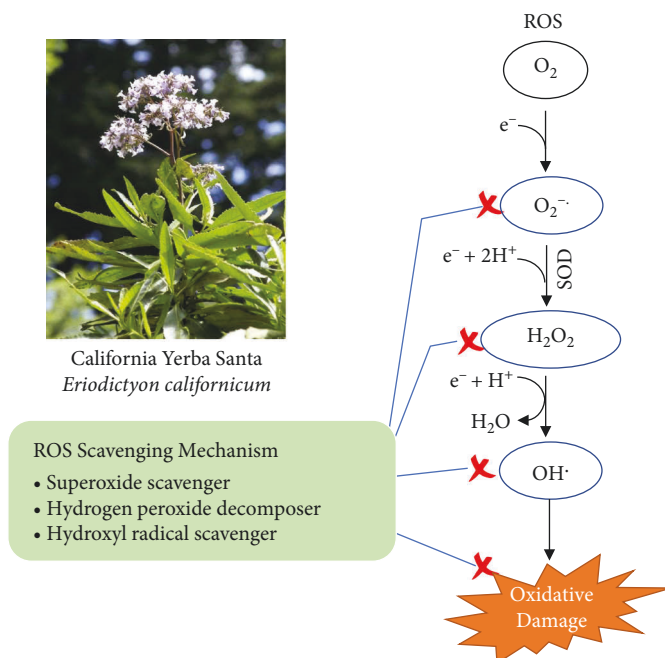 ROS
O₂
e⁻
O₂⁻·
e⁻ + 2H⁺
SOD
H₂O₂
e⁻ + H⁺
H₂O
OH·
Oxidative
Damage
California Yerba Santa
Eriodictyon californicum
ROS Scavenging Mechanism
• Superoxide scavenger
• Hydrogen peroxide decomposer
• Hydroxyl radical scavenger